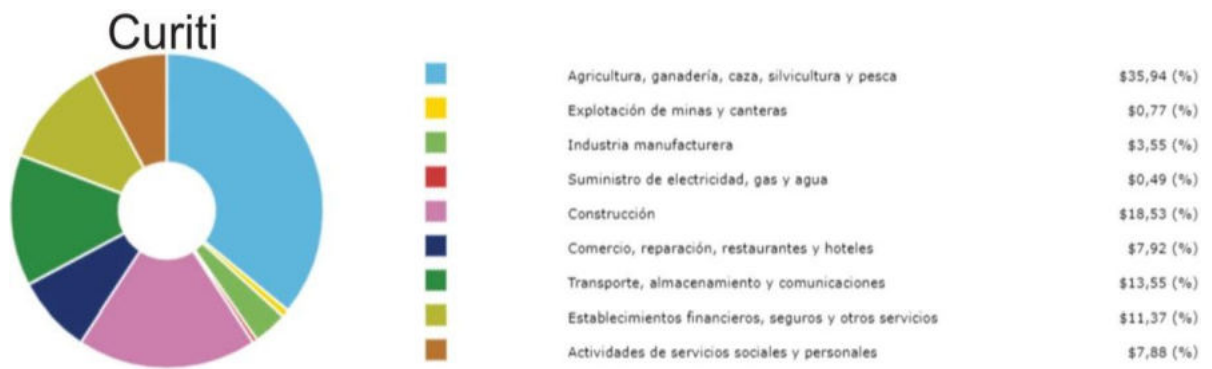 Curiti
Agricultura, ganadería, caza, silvicultura y pesca $35,94 (%)
Explotación de minas y canteras $0,77 (%)
Industria manufacturera $3,55 (%)
Suministro de electricidad, gas y agua $0,49 (%)
Construcción $18,53 (%)
Comercio, reparación, restaurantes y hoteles $7,92 (%)
Transporte, almacenamiento y comunicaciones $13,55 (%)
Establecimientos financieros, seguros y otros servicios $11,37 (%)
Actividades de servicios sociales y personales $7,88 (%)